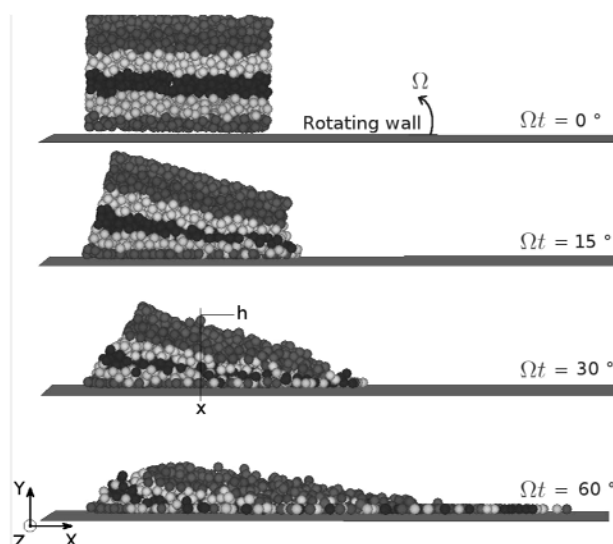 Ω
Rotating wall
Ωt = 0 °
Ωt = 15 °
h
Ωt = 30 °
x
Ωt = 60 °
Y
Z X